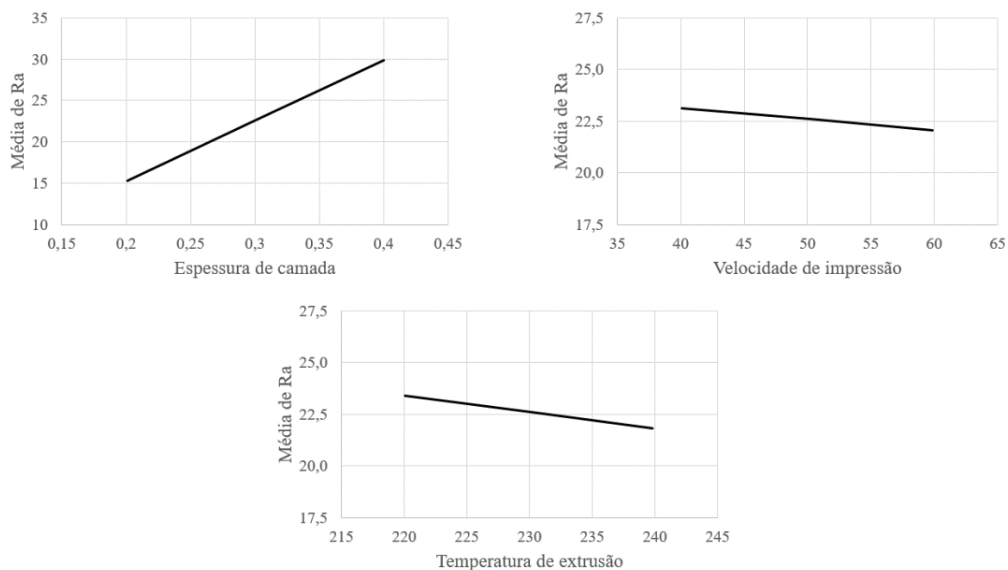 Média de Ra
35
30
25
20
15
10
0,15 0,2 0,25 0,3 0,35 0,4 0,45
Espessura de camada
Média de Ra
27,5
25,0
22,5
20,0
17,5
35 40 45 50 55 60 65
Velocidade de impressão
Média de Ra
27,5
25,0
22,5
20,0
17,5
215 220 225 230 235 240 245
Temperatura de extrusão